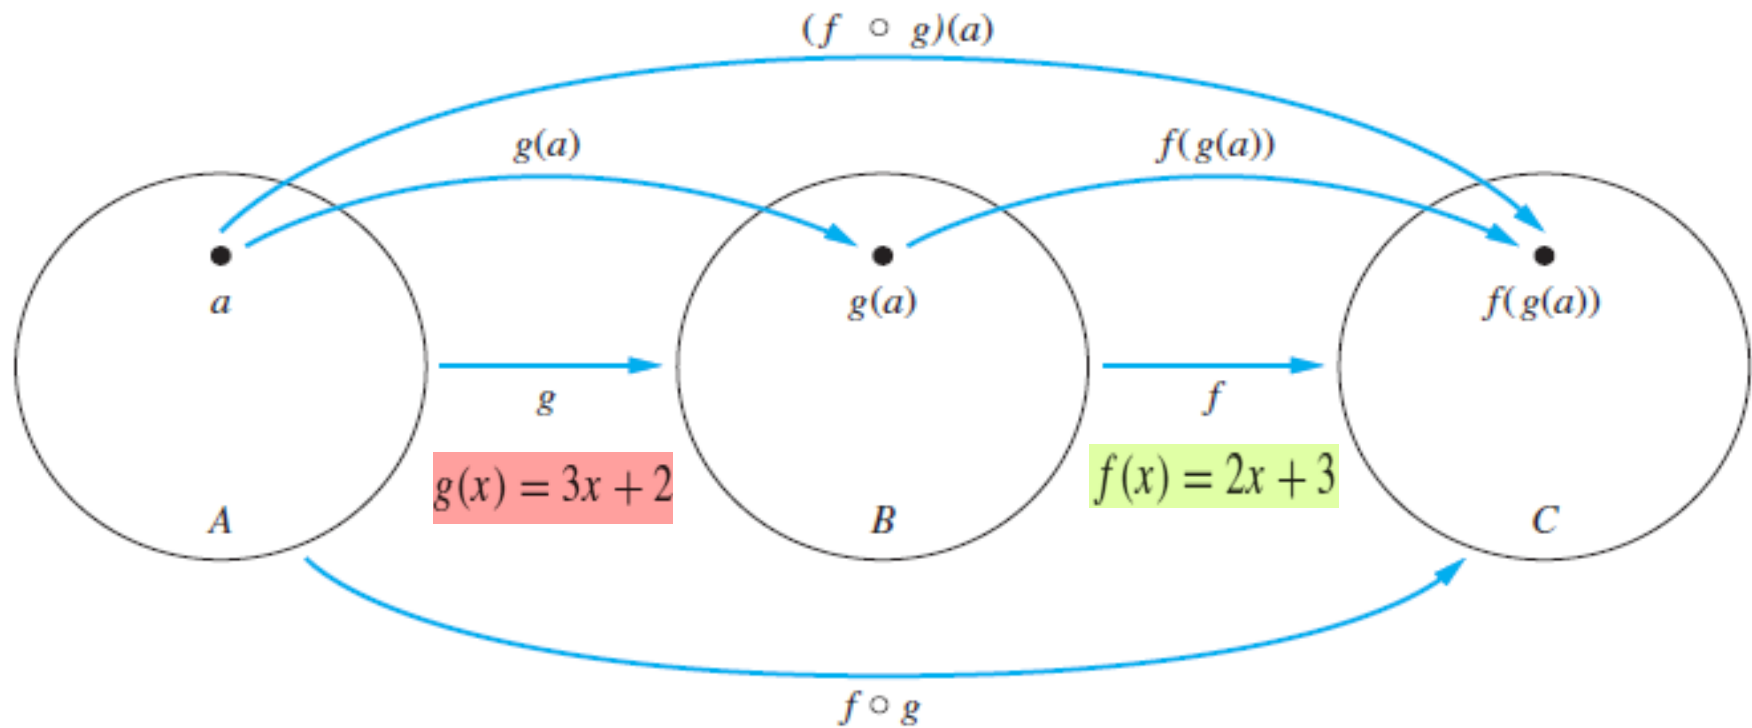 (f ∘ g)(a)
g(a) f(g(a))
a g(a) f(g(a))
g f
g(x) = 3x + 2 f(x) = 2x + 3
A B C
f ∘ g